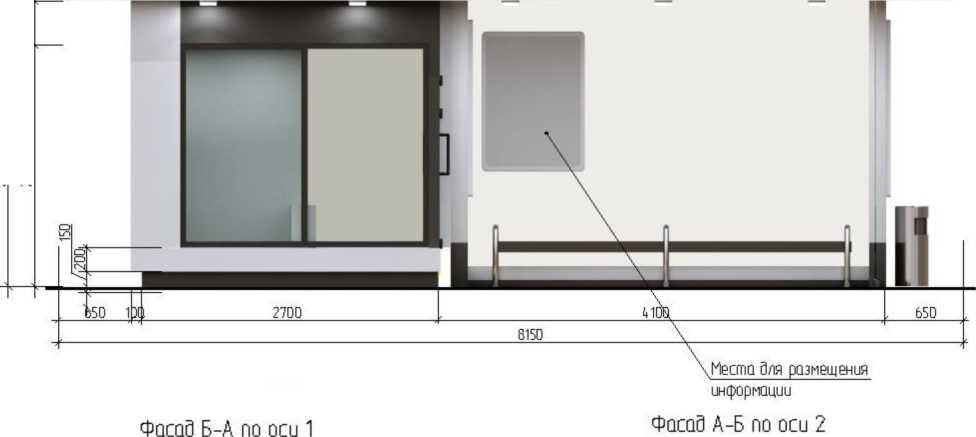 150
200
650
100
2700
4100
650
8150
Места для размещения
информации
Фасад Б-А по оси 1
Фасад А-Б по оси 2